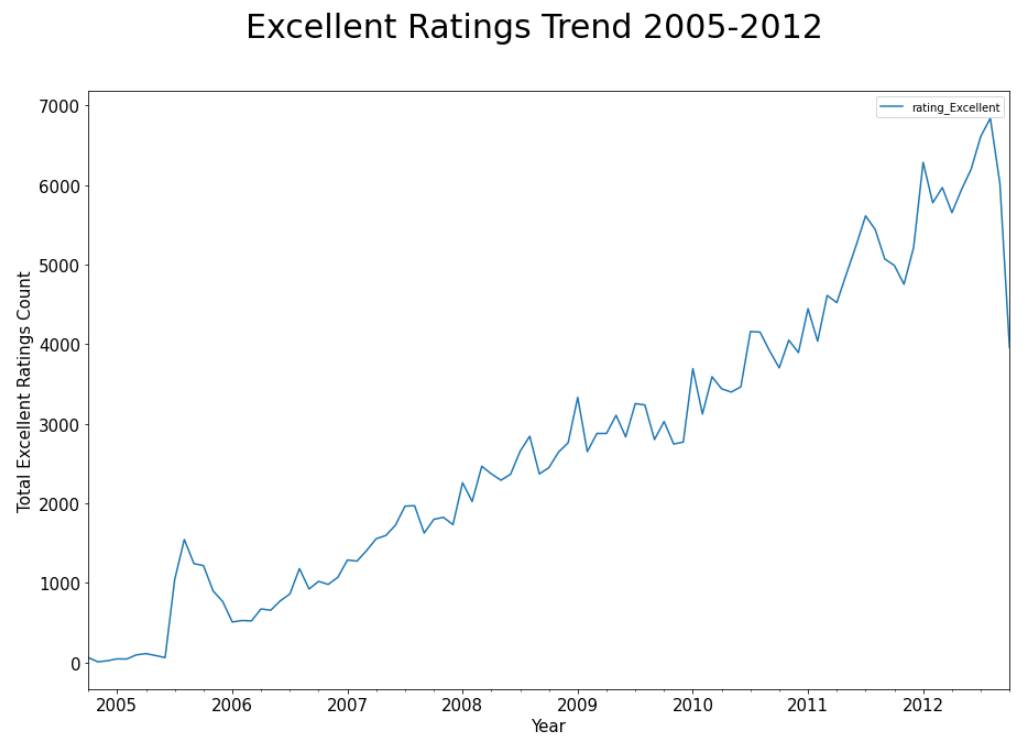 Excellent Ratings Trend 2005-2012
rating_Excellent
Total Excellent Ratings Count
7000
6000
5000
4000
3000
2000
1000
0
2005 2006 2007 2008 2009 2010 2011 2012
Year